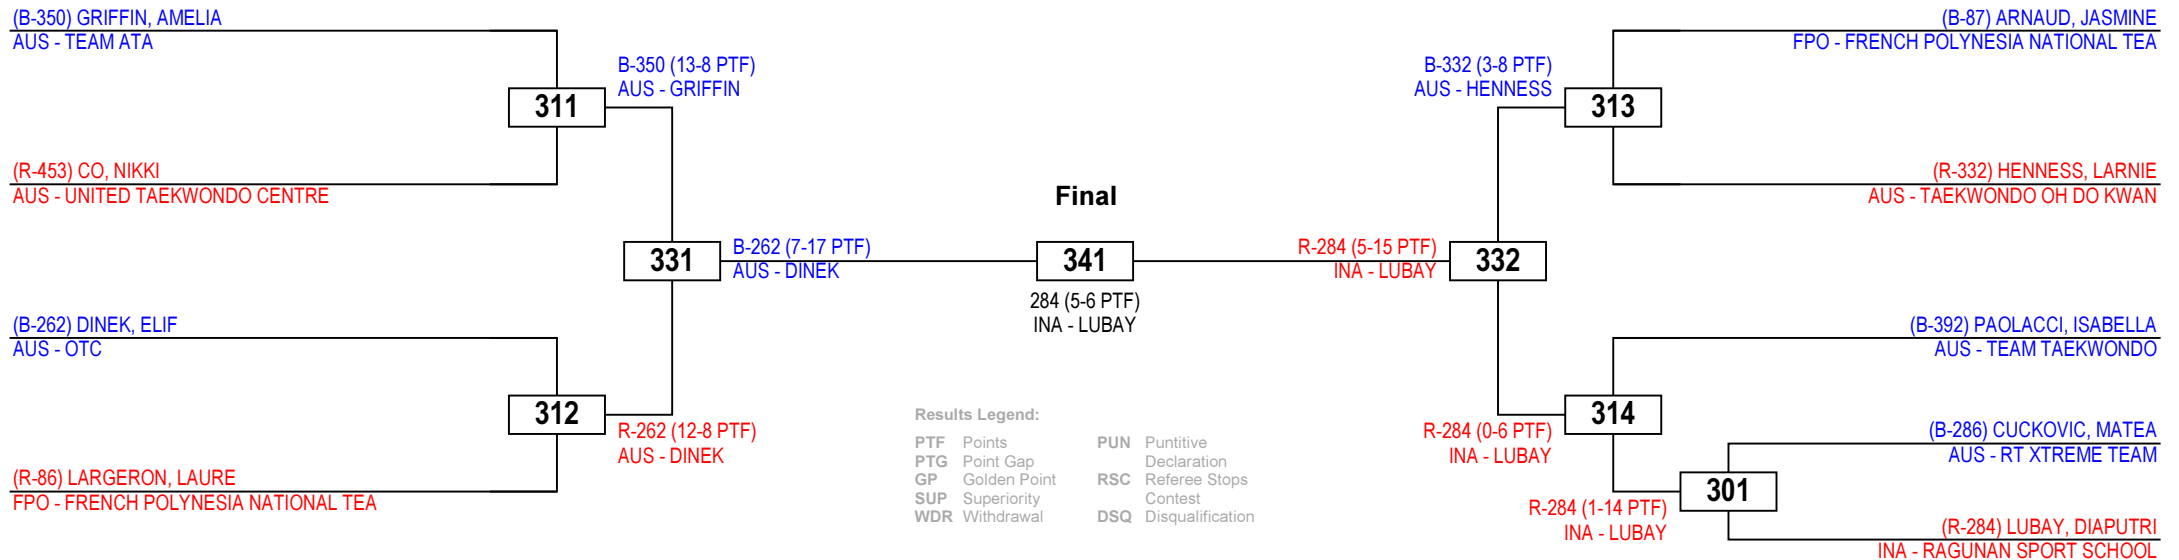 (B-350) GRIFFIN, AMELIA
AUS - TEAM ATA
B-350 (13-8 PTF)
AUS - GRIFFIN
311
(R-453) CO, NIKKI
AUS - UNITED TAEKWONDO CENTRE
331
B-262 (7-17 PTF)
AUS - DINEK
(B-262) DINEK, ELIF
AUS - OTC
312
R-262 (12-8 PTF)
AUS - DINEK
(R-86) LARGERON, LAURE
FPO - FRENCH POLYNESIA NATIONAL TEA
Final
341
284 (5-6 PTF)
INA - LUBAY
Results Legend:
PTF Points
PTG Point Gap
GP Golden Point
SUP Superiority
WDR Withdrawal
PUN Puntitive
Declaration
RSC Referee Stops
Contest
DSQ Disqualification
(B-87) ARNAUD, JASMINE
FPO - FRENCH POLYNESIA NATIONAL TEA
B-332 (3-8 PTF)
AUS - HENNESS
313
(R-332) HENNESS, LARNIE
AUS - TAEKWONDO OH DO KWAN
R-284 (5-15 PTF)
INA - LUBAY
332
(B-392) PAOLACCI, ISABELLA
AUS - TEAM TAEKWONDO
314
R-284 (0-6 PTF)
INA - LUBAY
(B-286) CUCKOVIC, MATEA
AUS - RT XTREME TEAM
301
R-284 (1-14 PTF)
INA - LUBAY
(R-284) LUBAY, DIAPUTRI
INA - RAGUNAN SPORT SCHOOL